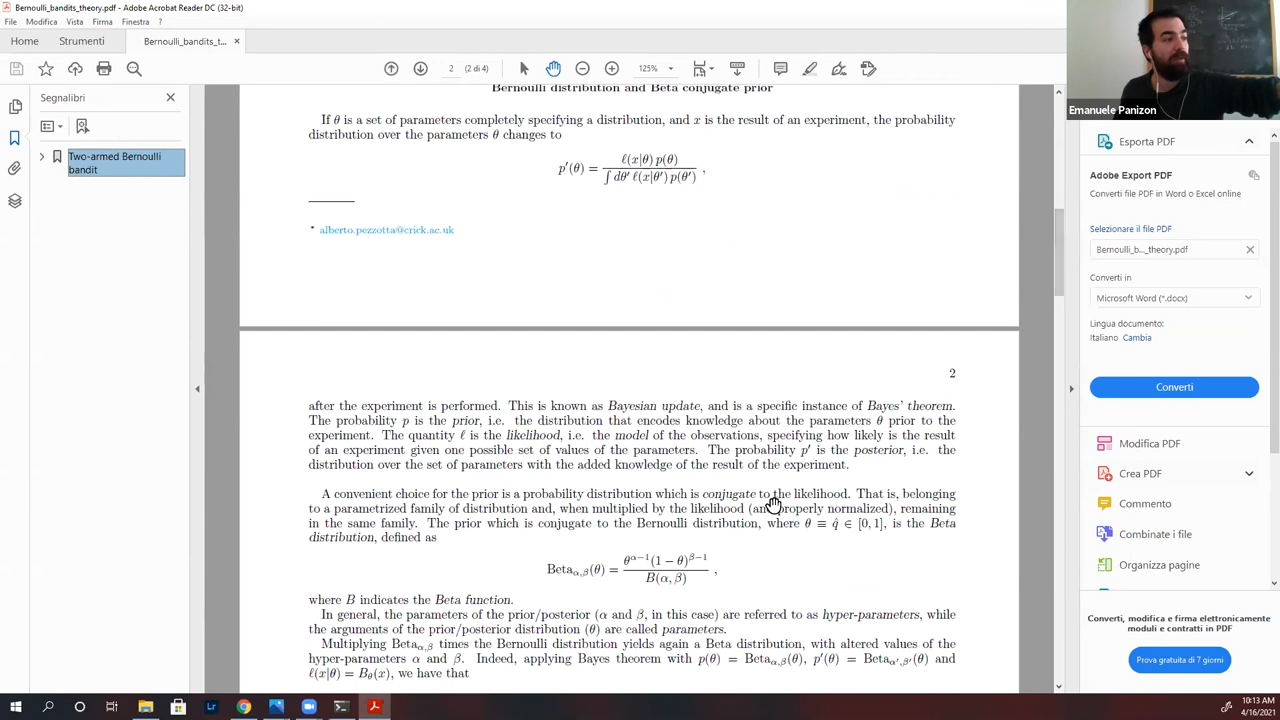 Bernoulli_bandits_theory.pdf - Adobe Acrobat Reader DC (32-bit)
File Modifica Vista Firma Finestra ?
Home Strumenti Bernoulli_bandits_t... ×
2 (2 di 4) 125%
Emanuele Panizon
Segnalibri
Two-armed Bernoulli
bandit
Bernoulli distribution and Beta conjugate prior
If θ is a set of parameters completely specifying a distribution, and x is the result of an experiment, the probability
distribution over the parameters θ changes to
p′(θ) = ℓ(x|θ) p(θ) / ∫ dθ′ ℓ(x|θ′) p(θ′) ,
* alberto.pezzotta@crick.ac.uk
2
after the experiment is performed. This is known as Bayesian update, and is a specific instance of Bayes' theorem.
The probability p is the prior, i.e. the distribution that encodes knowledge about the parameters θ prior to the
experiment. The quantity ℓ is the likelihood, i.e. the model of the observations, specifying how likely is the result
of an experiment given one possible set of values of the parameters. The probability p′ is the posterior, i.e. the
distribution over the set of parameters with the added knowledge of the result of the experiment.
A convenient choice for the prior is a probability distribution which is conjugate to the likelihood. That is, belonging
to a parametrized family of distribution and, when multiplied by the likelihood (and properly normalized), remaining
in the same family. The prior which is conjugate to the Bernoulli distribution, where θ ≡ q̂ ∈ [0, 1], is the Beta
distribution, defined as
Beta α,β (θ) = θ^α−1 (1 − θ)^β−1 / B(α, β) ,
where B indicates the Beta function.
In general, the parameters of the prior/posterior (α and β, in this case) are referred to as hyper-parameters, while
the arguments of the prior/posterior distribution (θ) are called parameters.
Multiplying Beta α,β times the Bernoulli distribution yields again a Beta distribution, with altered values of the
hyper-parameters α and β. Indeed, applying Bayes theorem with p(θ) = Beta α,β (θ), p′(θ) = Beta α′,β′ (θ) and
ℓ(x|θ) = B θ (x), we have that
Esporta PDF
Adobe Export PDF
Converti file PDF in Word o Excel online
Selezionare il file PDF
Bernoulli_b..._theory.pdf
Converti in
Microsoft Word (*.docx)
Lingua documento:
Italiano Cambia
Converti
Modifica PDF
Crea PDF
Commento
Combinate i file
Organizza pagine
Converti, modifica e firma elettronicamente
moduli e contratti in PDF
Prova gratuita di 7 giorni
10:13 AM
4/16/2021